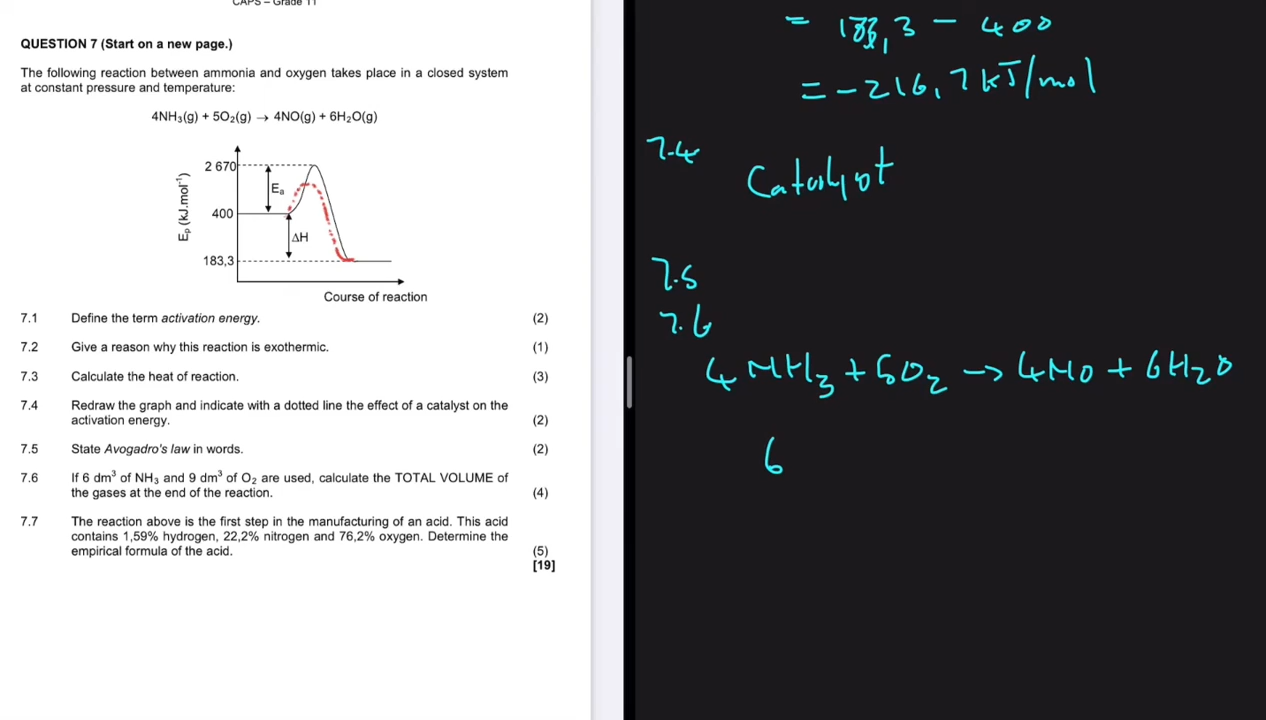 CAPS – Grade 11
QUESTION 7 (Start on a new page.)
The following reaction between ammonia and oxygen takes place in a closed system
at constant pressure and temperature:
4NH₃(g) + 5O₂(g) → 4NO(g) + 6H₂O(g)
2 670
Eₐ
400
Eₚ (kJ.mol⁻¹)
ΔH
183,3
Course of reaction
7.1 Define the term activation energy. (2)
7.2 Give a reason why this reaction is exothermic. (1)
7.3 Calculate the heat of reaction. (3)
7.4 Redraw the graph and indicate with a dotted line the effect of a catalyst on the
activation energy. (2)
7.5 State Avogadro's law in words. (2)
7.6 If 6 dm³ of NH₃ and 9 dm³ of O₂ are used, calculate the TOTAL VOLUME of
the gases at the end of the reaction. (4)
7.7 The reaction above is the first step in the manufacturing of an acid. This acid
contains 1,59% hydrogen, 22,2% nitrogen and 76,2% oxygen. Determine the
empirical formula of the acid. (5)
[19]
= 183,3 – 400
= – 216,7 kJ/mol
7.4
Catalyst
7.5
7.6
4NH₃ + 5O₂ → 4NO + 6H₂O
6